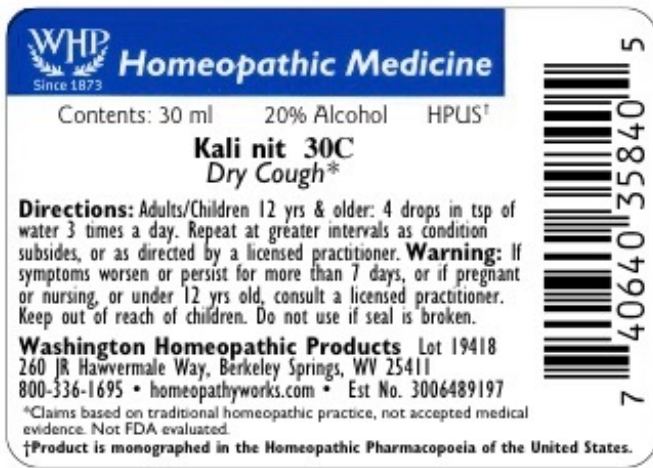 WHP
Since 1873
Homeopathic Medicine
Contents: 30 ml 20% Alcohol HPUS†
Kali nit 30C
Dry Cough*
Directions: Adults/Children 12 yrs & older: 4 drops in tsp of
water 3 times a day. Repeat at greater intervals as condition
subsides, or as directed by a licensed practitioner. Warning: If
symptoms worsen or persist for more than 7 days, or if pregnant
or nursing, or under 12 yrs old, consult a licensed practitioner.
Keep out of reach of children. Do not use if seal is broken.
Washington Homeopathic Products Lot 19418
260 JR Hawvermale Way, Berkeley Springs, WV 25411
800-336-1695 • homeopathyworks.com • Est No. 3006489197
*Claims based on traditional homeopathic practice, not accepted medical
evidence. Not FDA evaluated.
†Product is monographed in the Homeopathic Pharmacopoeia of the United States.
7 40640 35840 5